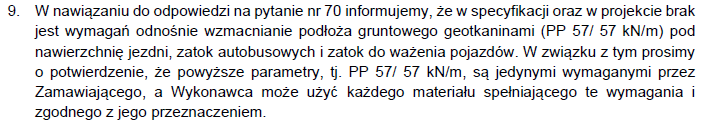 9. W nawiązaniu do odpowiedzi na pytanie nr 70 informujemy, że w specyfikacji oraz w projekcie brak
jest wymagań odnośnie wzmacnianie podłoża gruntowego geotkaninami (PP 57/ 57 kN/m) pod
nawierzchnię jezdni, zatok autobusowych i zatok do ważenia pojazdów. W związku z tym prosimy
o potwierdzenie, że powyższe parametry, tj. PP 57/ 57 kN/m, są jedynymi wymaganymi przez
Zamawiającego, a Wykonawca może użyć każdego materiału spełniającego te wymagania i
zgodnego z jego przeznaczeniem.